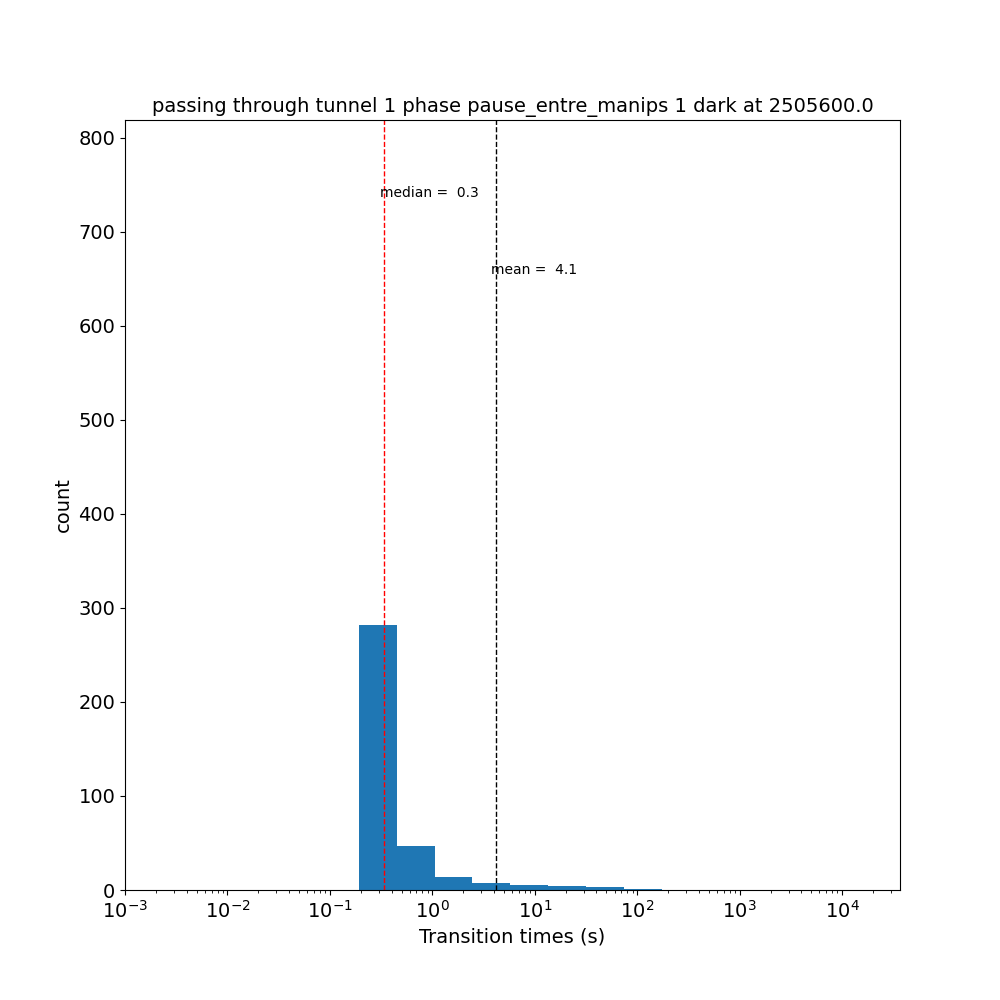 passing through tunnel 1 phase pause_entre_manips 1 dark at 2505600.0
800
median =  0.3
700
mean =  4.1
600
500
400
count
300
200
100
0
10⁻³ 10⁻² 10⁻¹ 10⁰ 10¹ 10² 10³ 10⁴
Transition times (s)